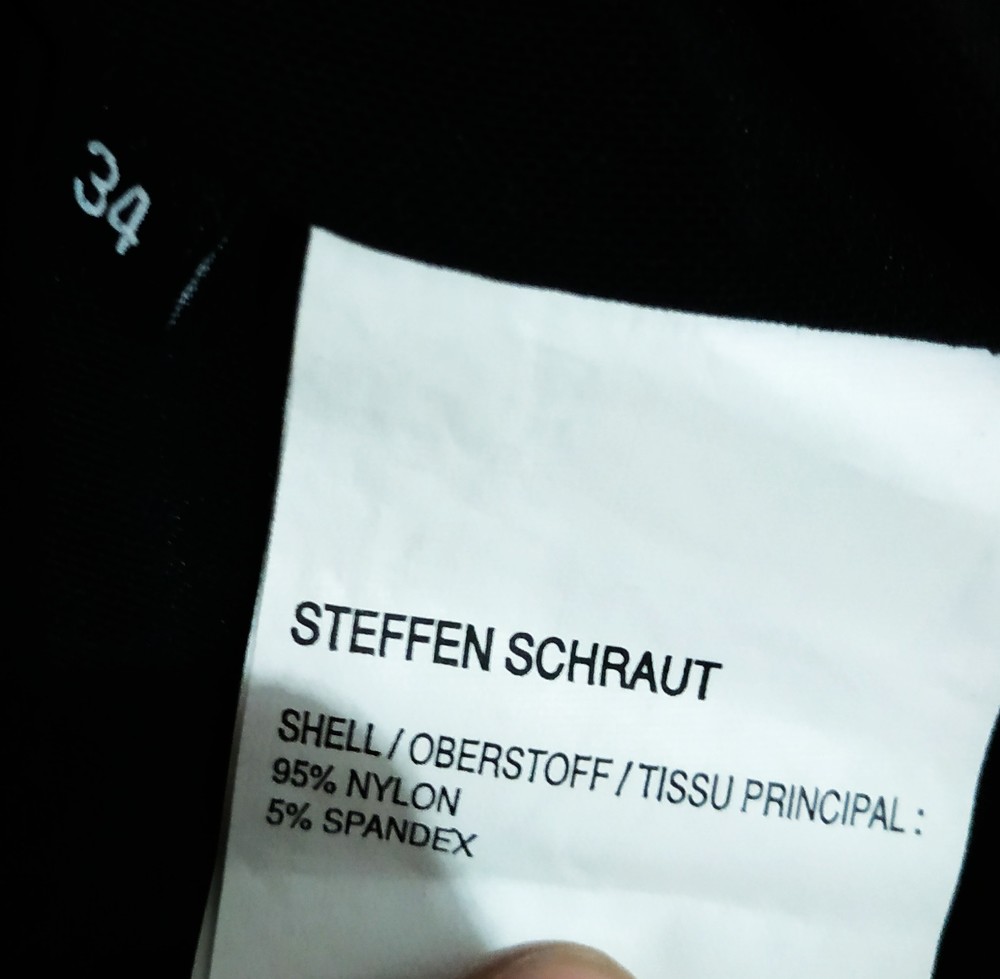 34
STEFFEN SCHRAUT
SHELL / OBERSTOFF / TISSU PRINCIPAL :
95% NYLON
5% SPANDEX